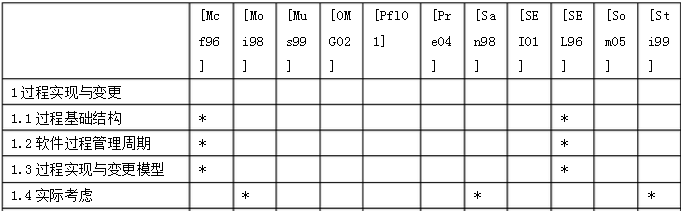 [Mcf96] [Moi98] [Mus99] [OMG02] [Pfl01] [Pre04] [San98] [SEI01] [SEL96] [Som05] [Sti99]
1过程实现与变更
1.1过程基础结构 * *
1.2软件过程管理周期 * *
1.3过程实现与变更模型 * *
1.4实际考虑 * * *